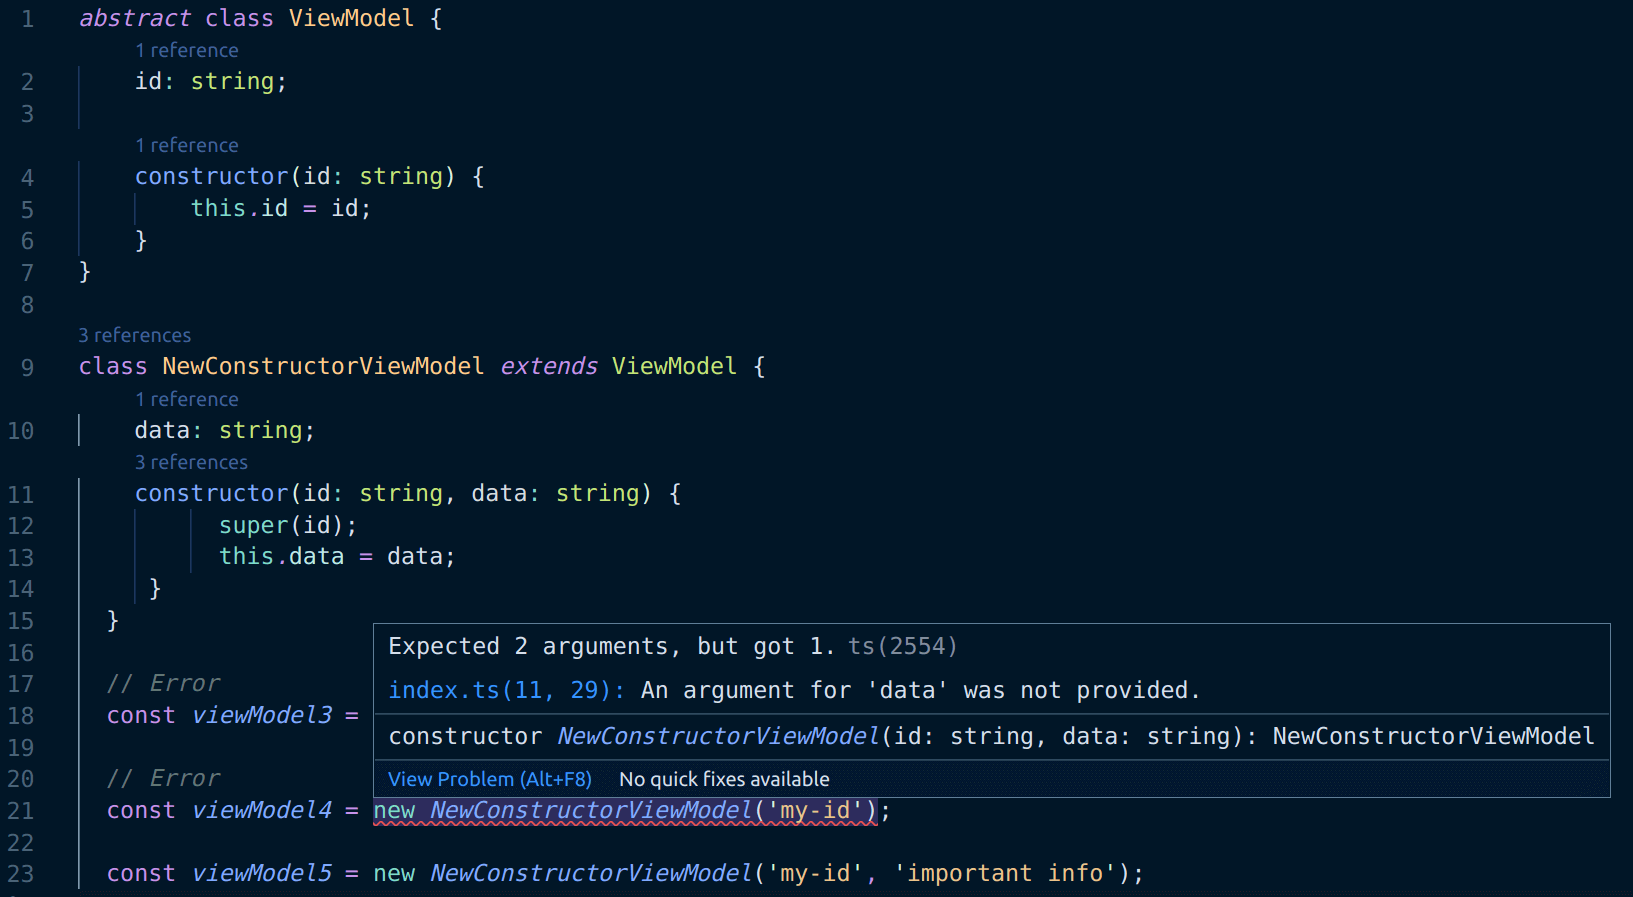 1 abstract class ViewModel {
1 reference
2 id: string;
3
1 reference
4 constructor(id: string) {
5 this.id = id;
6 }
7 }
8
3 references
9 class NewConstructorViewModel extends ViewModel {
1 reference
10 data: string;
3 references
11 constructor(id: string, data: string) {
12 super(id);
13 this.data = data;
14 }
15 }
16
17 // Error
18 const viewModel3 =
19
20 // Error
Expected 2 arguments, but got 1. ts(2554)
index.ts(11, 29): An argument for 'data' was not provided.
constructor NewConstructorViewModel(id: string, data: string): NewConstructorViewModel
View Problem (Alt+F8) No quick fixes available
21 const viewModel4 = new NewConstructorViewModel('my-id');
22
23 const viewModel5 = new NewConstructorViewModel('my-id', 'important info');